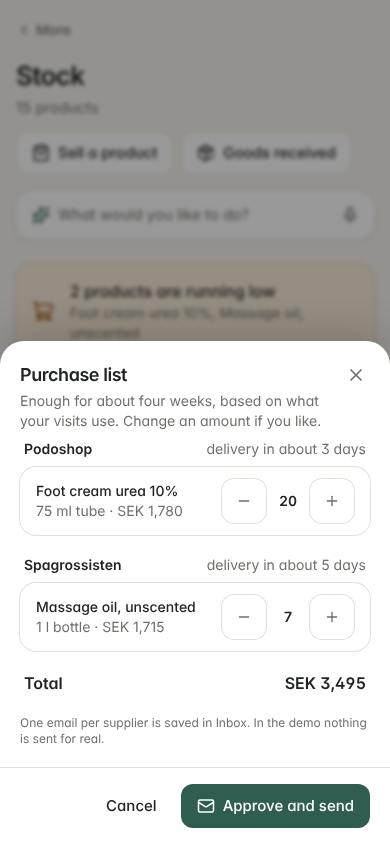 More
Stock
15 products
Sell a product
Goods received
What would you like to do?
2 products are running low
Foot cream urea 10%, Massage oil,
unscented
Purchase list
Enough for about four weeks, based on what
your visits use. Change an amount if you like.
Podoshop delivery in about 3 days
Foot cream urea 10%
75 ml tube · SEK 1,780
− 20 +
Spagrossisten delivery in about 5 days
Massage oil, unscented
1 l bottle · SEK 1,715
− 7 +
Total SEK 3,495
One email per supplier is saved in Inbox. In the demo nothing
is sent for real.
Cancel
Approve and send